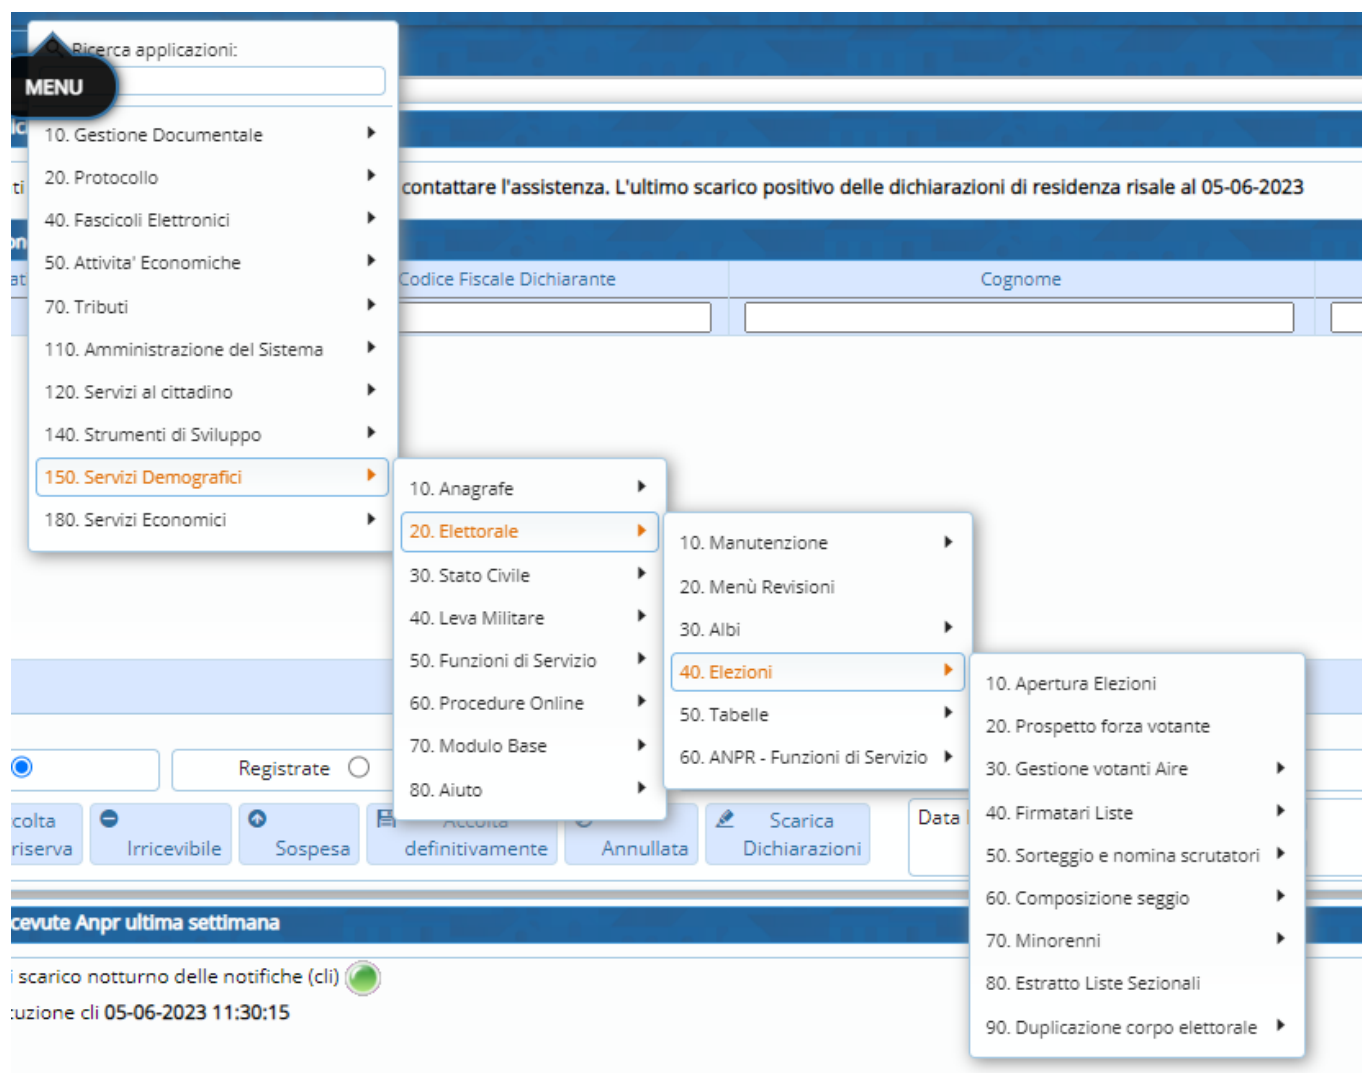 Ricerca applicazioni:
MENU
10. Gestione Documentale
20. Protocollo
40. Fascicoli Elettronici
50. Attivita' Economiche
70. Tributi
110. Amministrazione del Sistema
120. Servizi al cittadino
140. Strumenti di Sviluppo
150. Servizi Demografici
180. Servizi Economici
contattare l'assistenza. L'ultimo scarico positivo delle dichiarazioni di residenza risale al 05-06-2023
Codice Fiscale Dichiarante
Cognome
10. Anagrafe
20. Elettorale
30. Stato Civile
40. Leva Militare
50. Funzioni di Servizio
60. Procedure Online
70. Modulo Base
80. Aiuto
10. Manutenzione
20. Menù Revisioni
30. Albi
40. Elezioni
50. Tabelle
60. ANPR - Funzioni di Servizio
10. Apertura Elezioni
20. Prospetto forza votante
30. Gestione votanti Aire
40. Firmatari Liste
50. Sorteggio e nomina scrutatori
60. Composizione seggio
70. Minorenni
80. Estratto Liste Sezionali
90. Duplicazione corpo elettorale
Registrate
colta
riserva
Irricevibile
Sospesa
Accolta
definitivamente
Annullata
Scarica
Dichiarazioni
Data
cevute Anpr ultima settimana
i scarico notturno delle notifiche (cli)
cuzione cli 05-06-2023 11:30:15